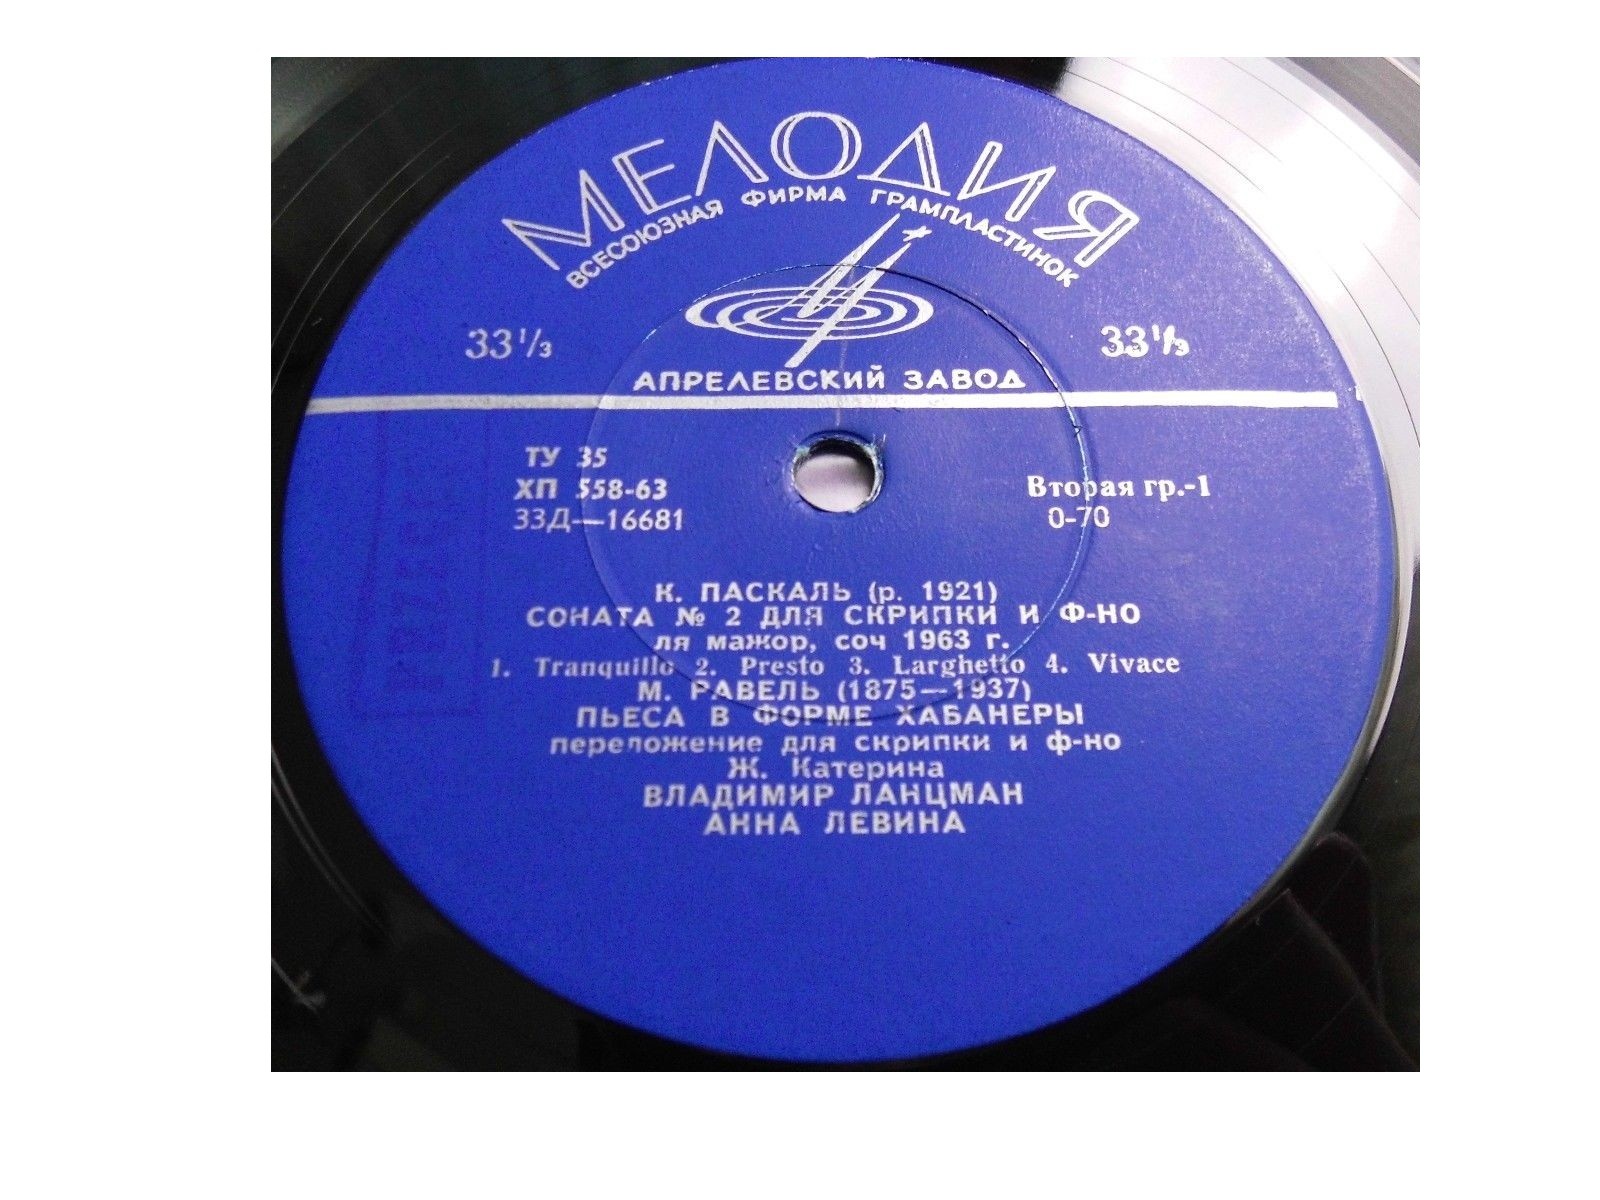 МЕЛОДИЯ
ВСЕСОЮЗНАЯ ФИРМА ГРАМПЛАСТИНОК
33⅓ 33⅓
АПРЕЛЕВСКИЙ ЗАВОД
ТУ 35
ХП 558-63 Вторая гр.-1
33Д—16681 0-70
К. ПАСКАЛЬ (р. 1921)
СОНАТА № 2 ДЛЯ СКРИПКИ И Ф-НО
ля мажор, соч 1963 г.
1. Tranquillo 2. Presto 3. Larghetto 4. Vivace
М. РАВЕЛЬ (1875—1937)
ПЬЕСА В ФОРМЕ ХАБАНЕРЫ
переложение для скрипки и ф-но
Ж. Катерина
ВЛАДИМИР ЛАНЦМАН
АННА ЛЕВИНА